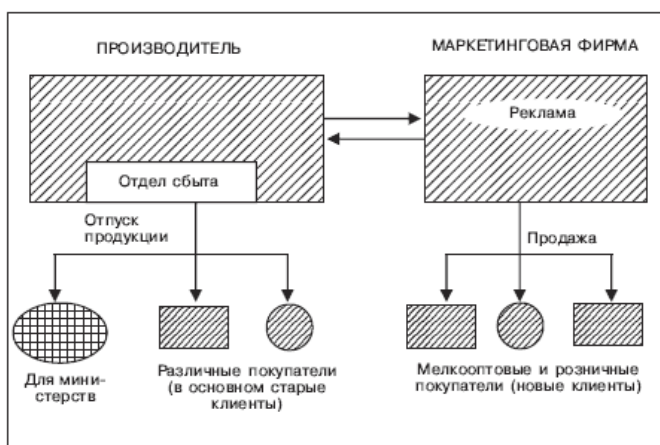 ПРОИЗВОДИТЕЛЬ
МАРКЕТИНГОВАЯ ФИРМА
Реклама
Отдел сбыта
Отпуск
продукции
Продажа
Для мини-
стерств
Различные покупатели
(в основном старые
клиенты)
Мелкооптовые и розничные
покупатели (новые клиенты)